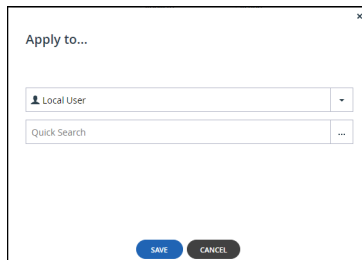 ×
Apply to...
Local User
Quick Search
...
SAVE CANCEL